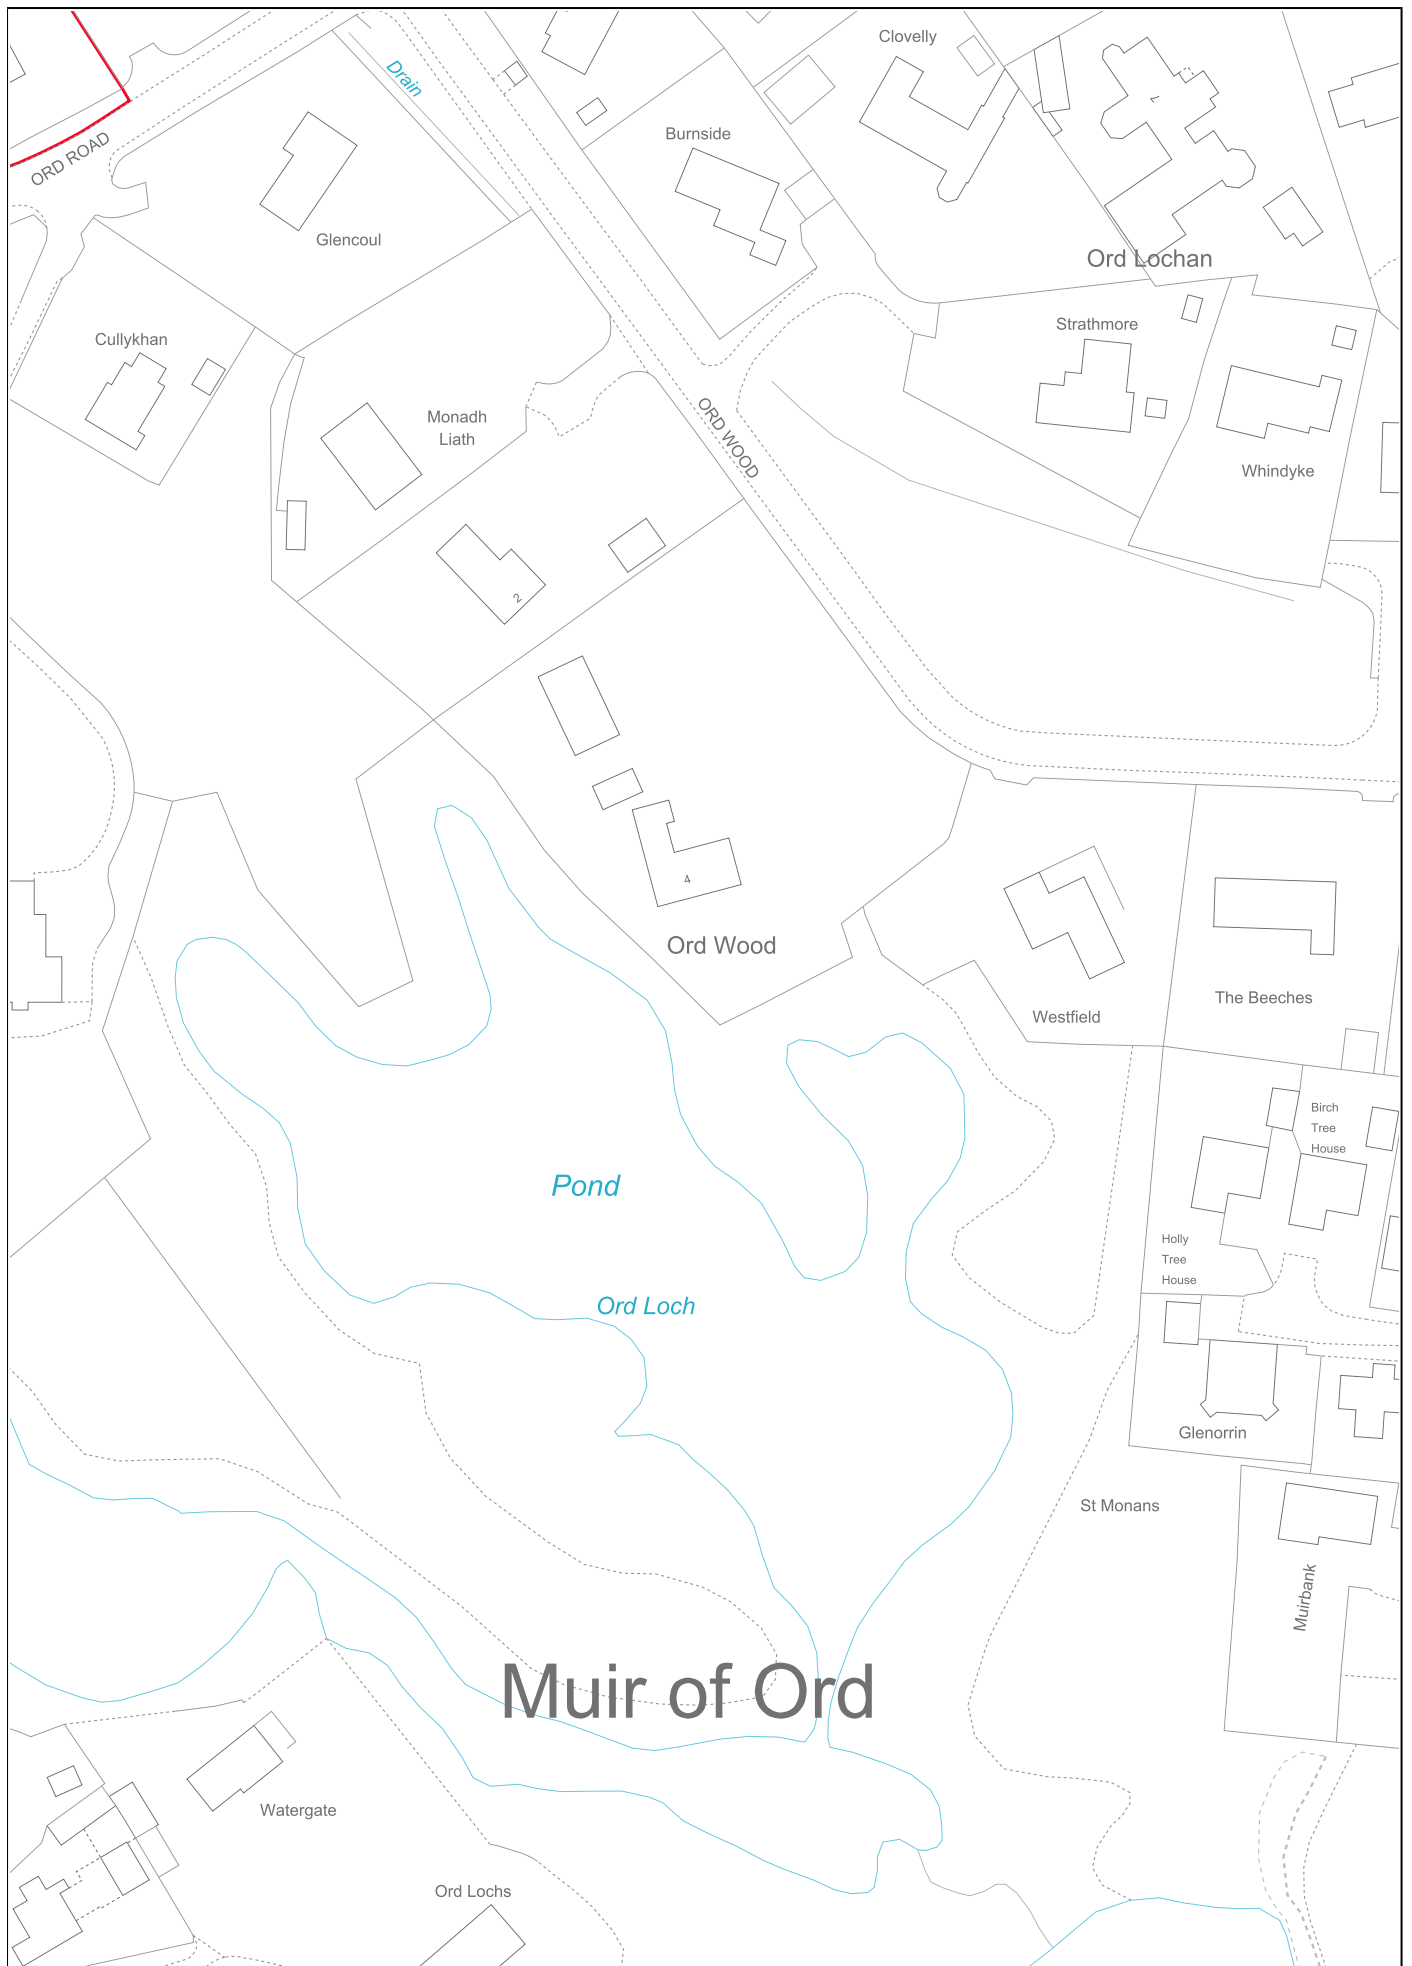 Clovelly
Drain
Burnside
ORD ROAD
7
Glencoul
Ord Lochan
Strathmore
Cullykhan
Monadh
Liath
ORD WOOD
Whindyke
2
4
Ord Wood
Westfield
The Beeches
Birch
Tree
House
Pond
Holly
Tree
House
Ord Loch
Glenorrin
St Monans
Muirbank
Muir of Ord
Watergate
Ord Lochs